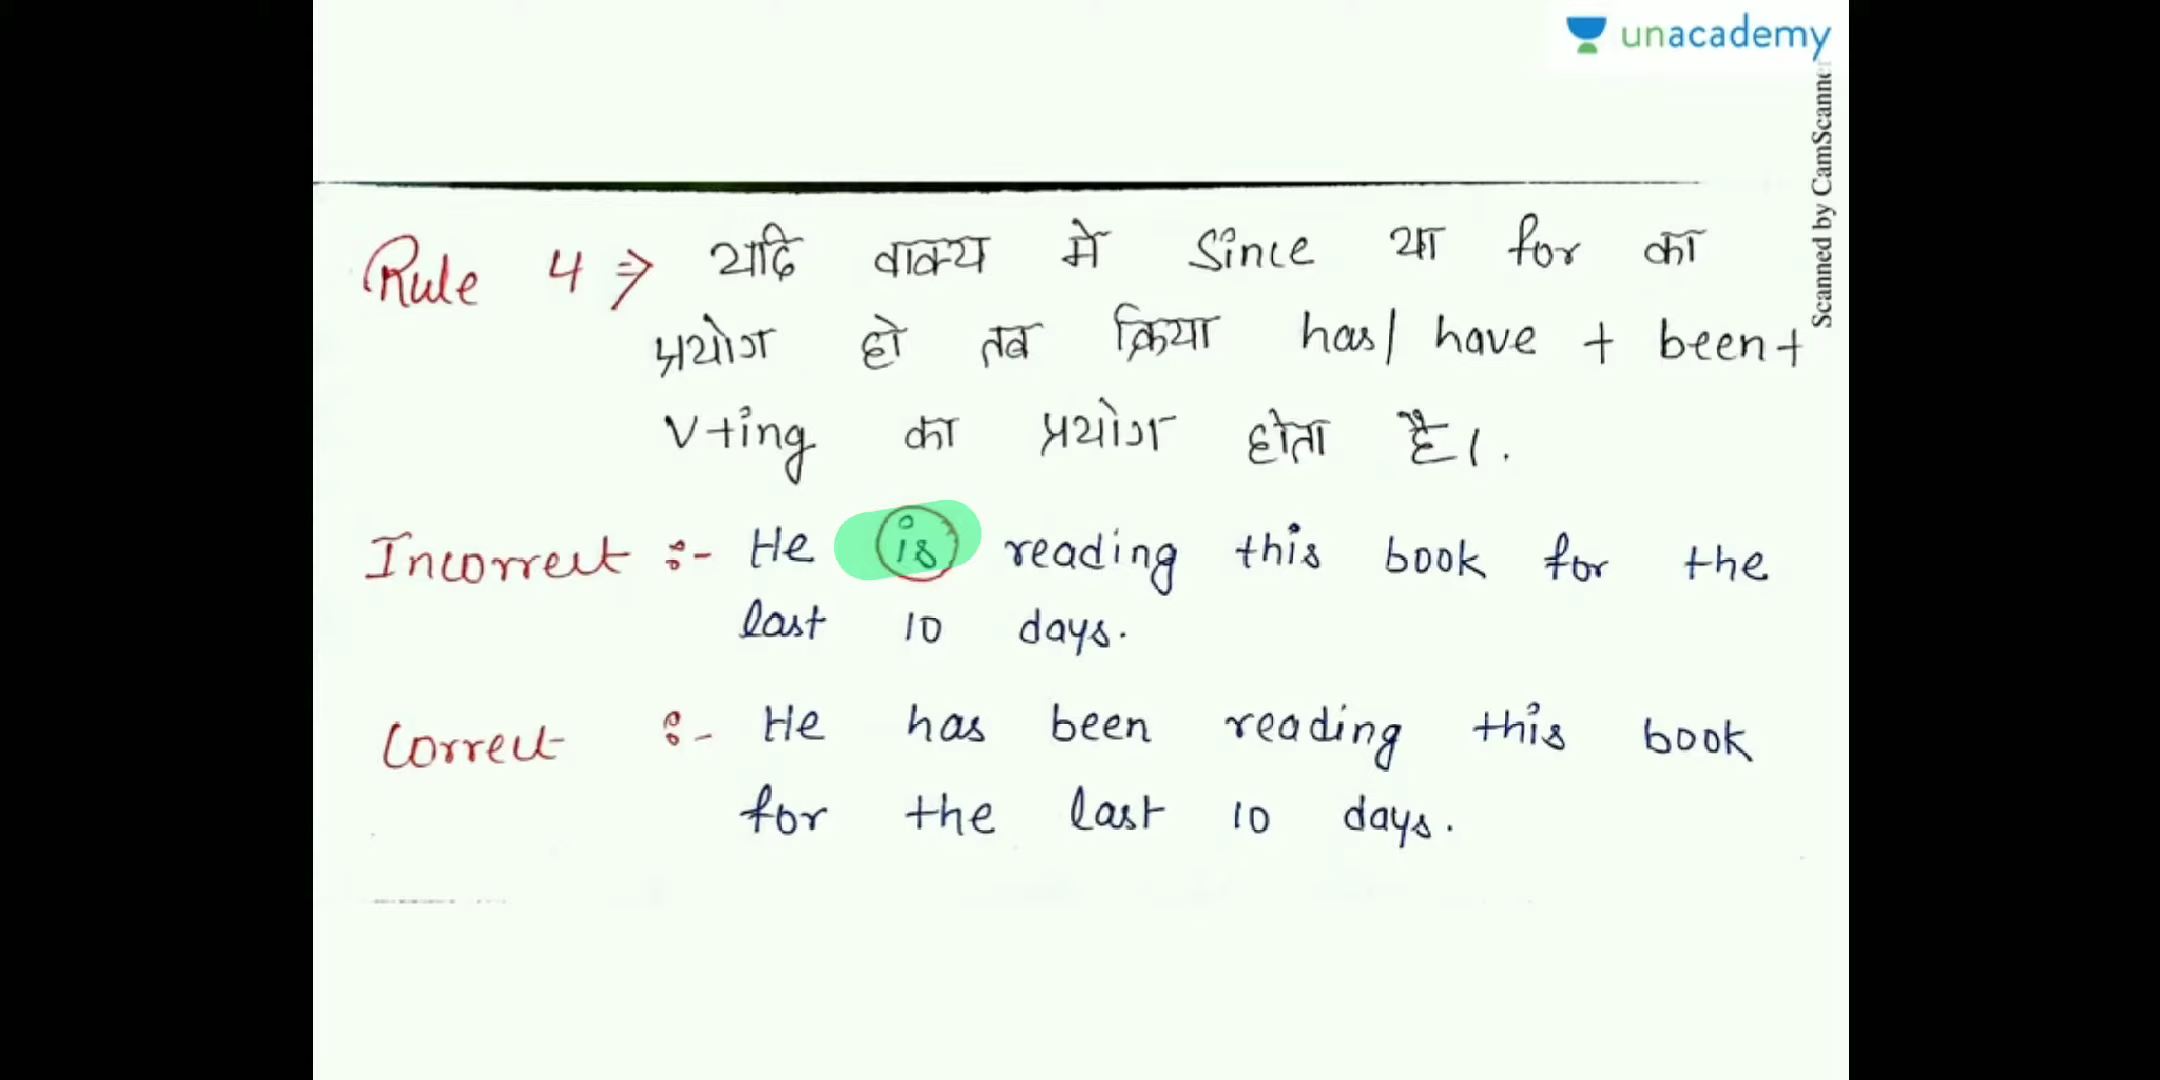 unacademy
Scanned by CamScanner
Rule 4 ⇒ यदि वाक्य मे Since या for का
प्रयोग हो तब क्रिया has/ have + been +
V+ing का प्रयोग होता है।.
Incorrect :- He is reading this book for the
last 10 days.
Correct :- He has been reading this book
for the last 10 days.